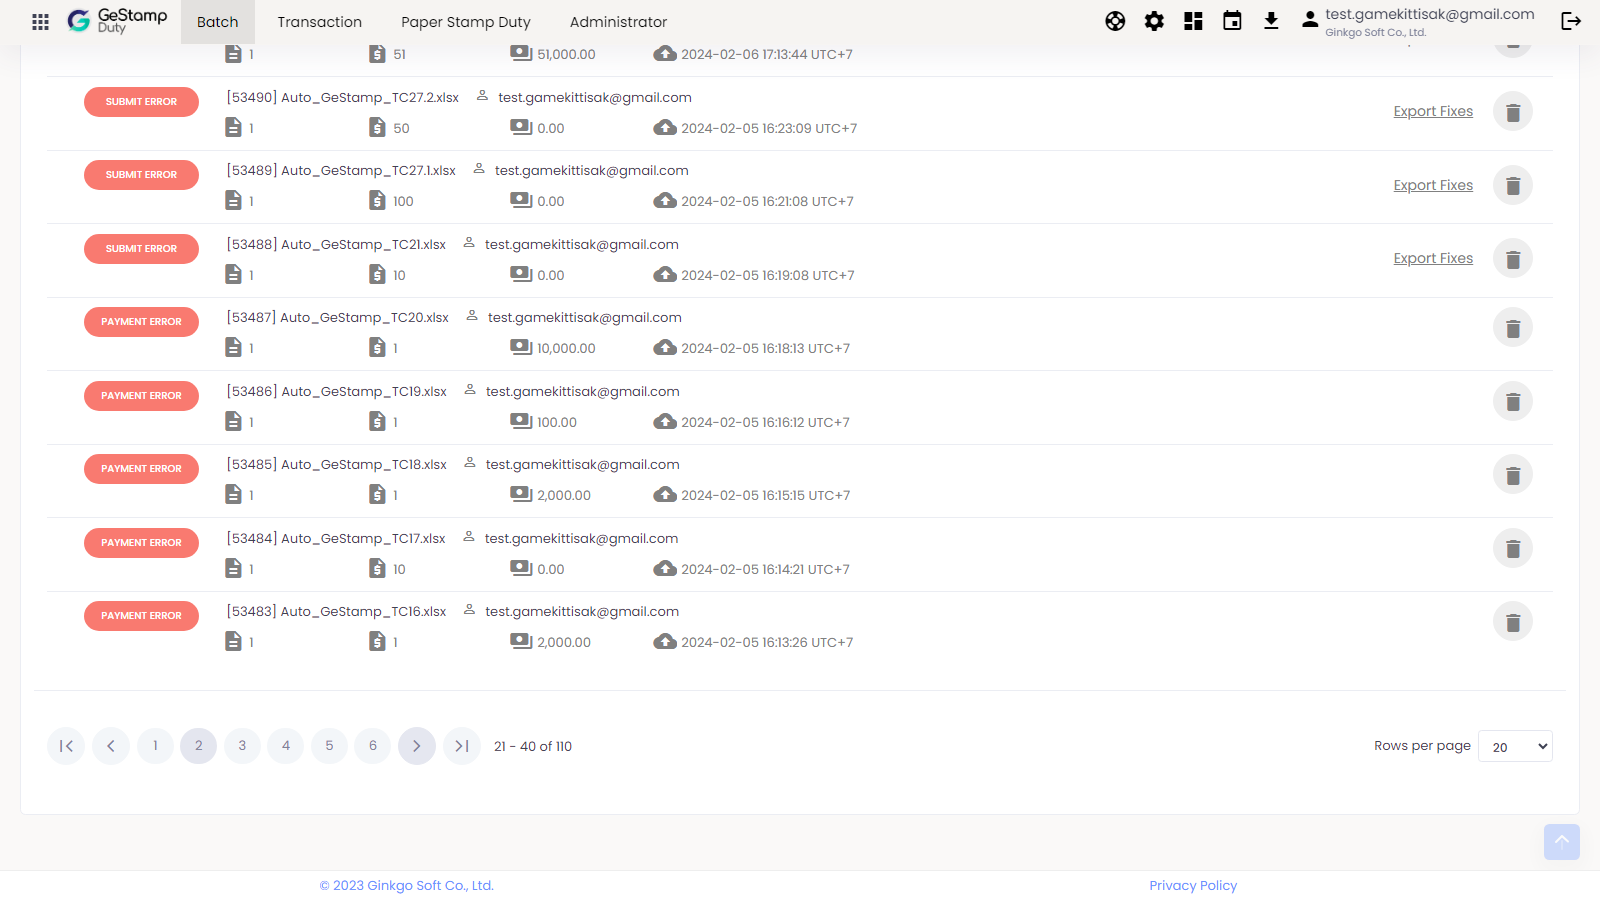 GeStamp
Duty
Batch
Transaction
Paper Stamp Duty
Administrator
test.gamekittisak@gmail.com
Ginkgo Soft Co., Ltd.
1 51 51,000.00 2024-02-06 17:13:44 UTC+7
SUBMIT ERROR [53490] Auto_GeStamp_TC27.2.xlsx test.gamekittisak@gmail.com
Export Fixes
1 50 0.00 2024-02-05 16:23:09 UTC+7
SUBMIT ERROR [53489] Auto_GeStamp_TC27.1.xlsx test.gamekittisak@gmail.com
Export Fixes
1 100 0.00 2024-02-05 16:21:08 UTC+7
SUBMIT ERROR [53488] Auto_GeStamp_TC21.xlsx test.gamekittisak@gmail.com
Export Fixes
1 10 0.00 2024-02-05 16:19:08 UTC+7
PAYMENT ERROR [53487] Auto_GeStamp_TC20.xlsx test.gamekittisak@gmail.com
1 1 10,000.00 2024-02-05 16:18:13 UTC+7
PAYMENT ERROR [53486] Auto_GeStamp_TC19.xlsx test.gamekittisak@gmail.com
1 1 100.00 2024-02-05 16:16:12 UTC+7
PAYMENT ERROR [53485] Auto_GeStamp_TC18.xlsx test.gamekittisak@gmail.com
1 1 2,000.00 2024-02-05 16:15:15 UTC+7
PAYMENT ERROR [53484] Auto_GeStamp_TC17.xlsx test.gamekittisak@gmail.com
1 10 0.00 2024-02-05 16:14:21 UTC+7
PAYMENT ERROR [53483] Auto_GeStamp_TC16.xlsx test.gamekittisak@gmail.com
1 1 2,000.00 2024-02-05 16:13:26 UTC+7
1 2 3 4 5 6 21 - 40 of 110
Rows per page 20
© 2023 Ginkgo Soft Co., Ltd.
Privacy Policy